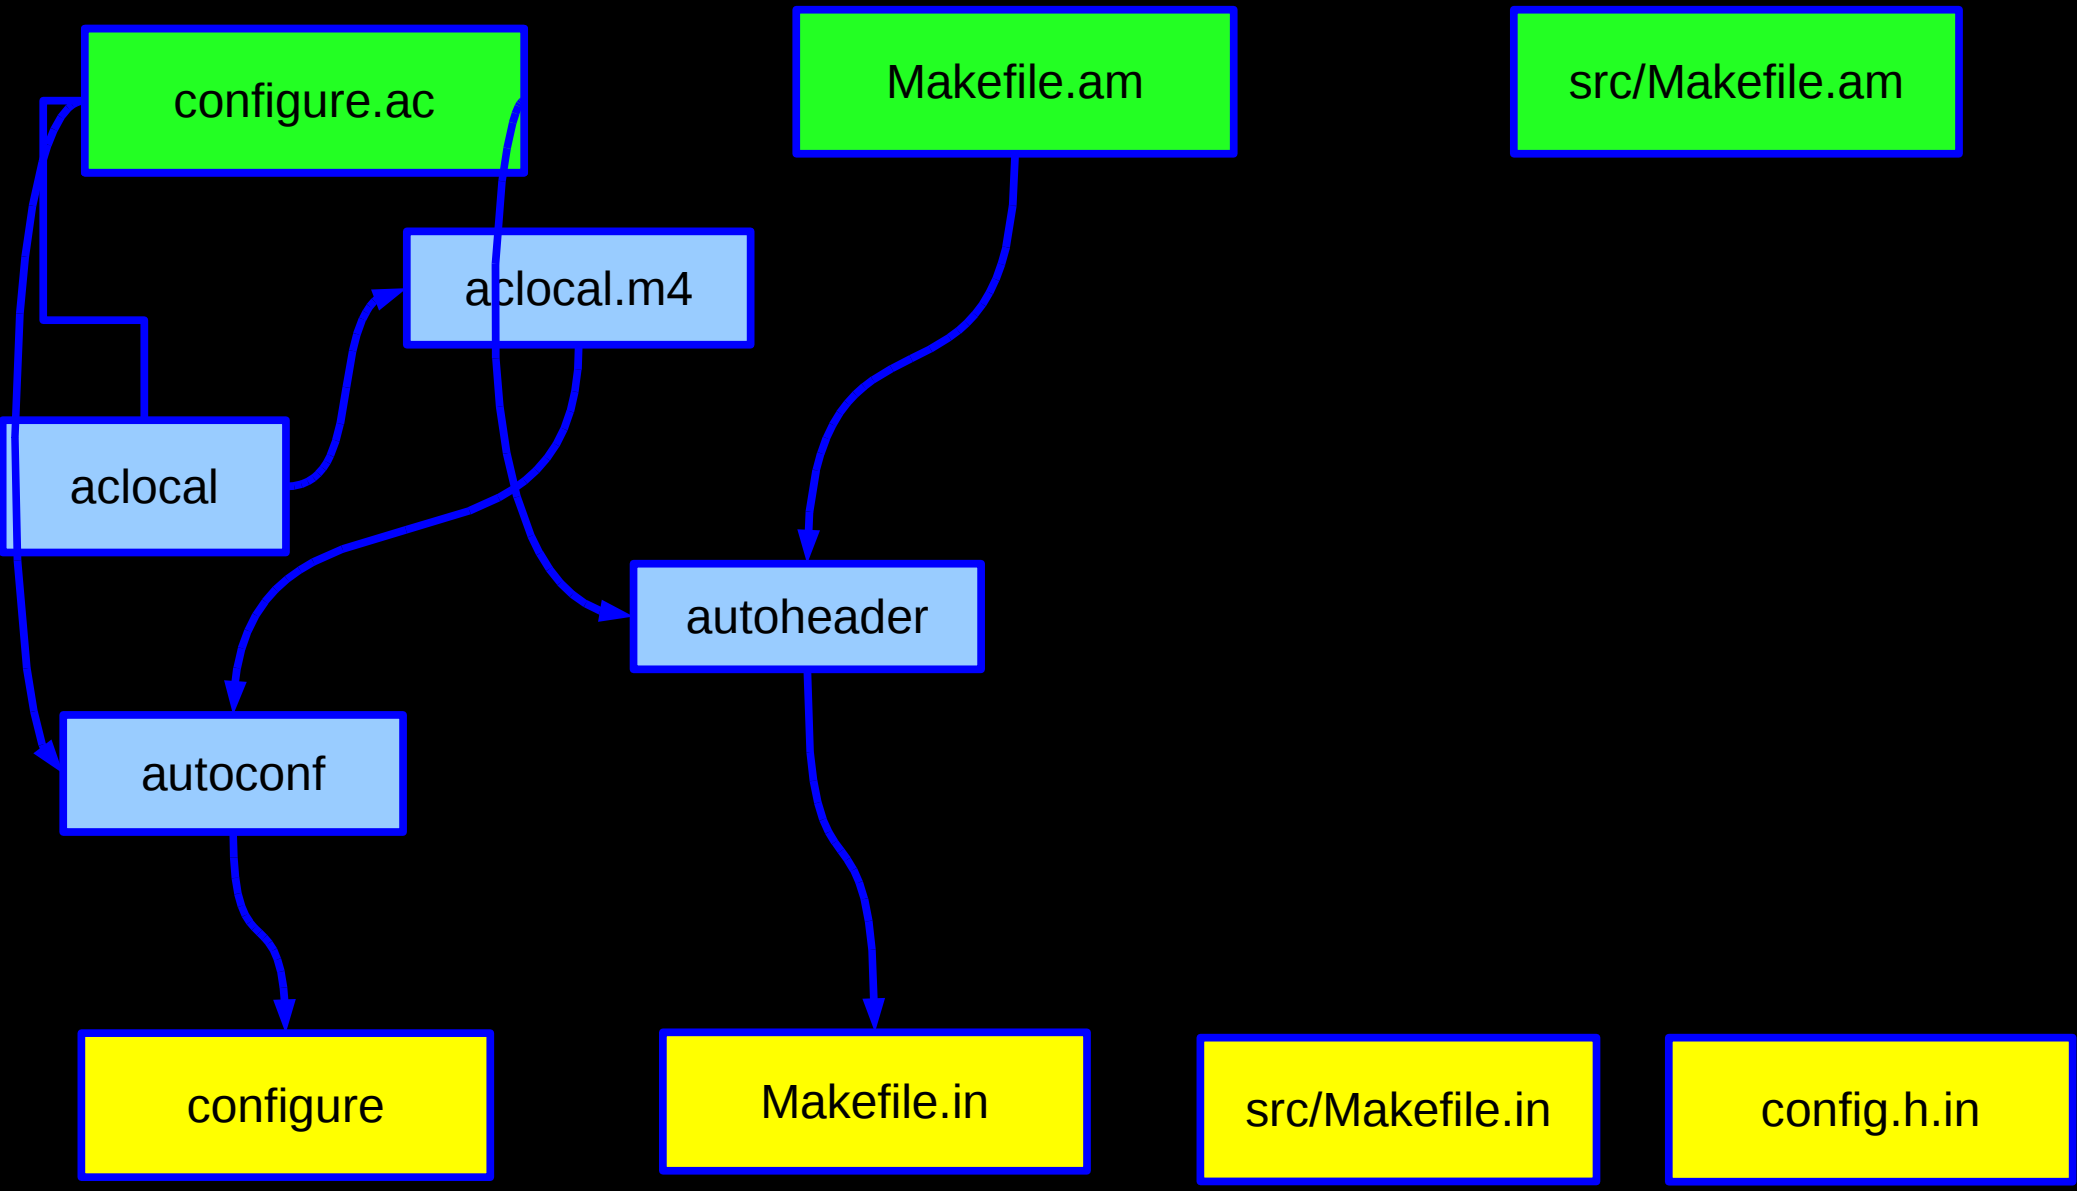 configure.ac
Makefile.am
src/Makefile.am
aclocal.m4
aclocal
autoheader
autoconf
configure
Makefile.in
src/Makefile.in
config.h.in